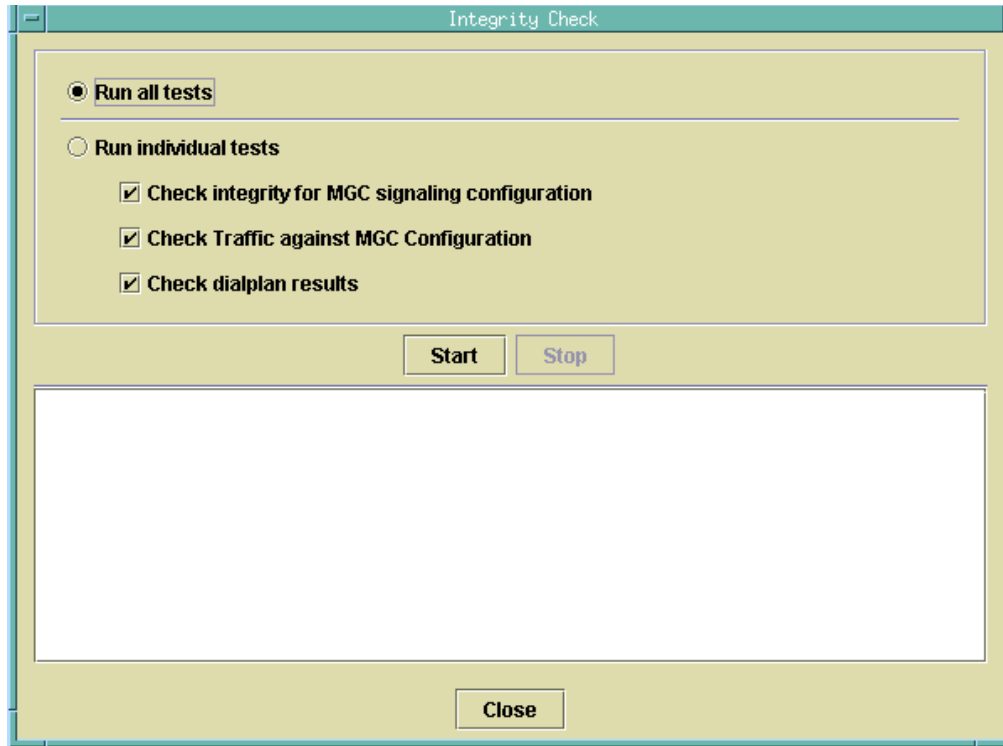 Integrity Check
Run all tests
Run individual tests
Check integrity for MGC signaling configuration
Check Traffic against MGC Configuration
Check dialplan results
Start Stop
Close